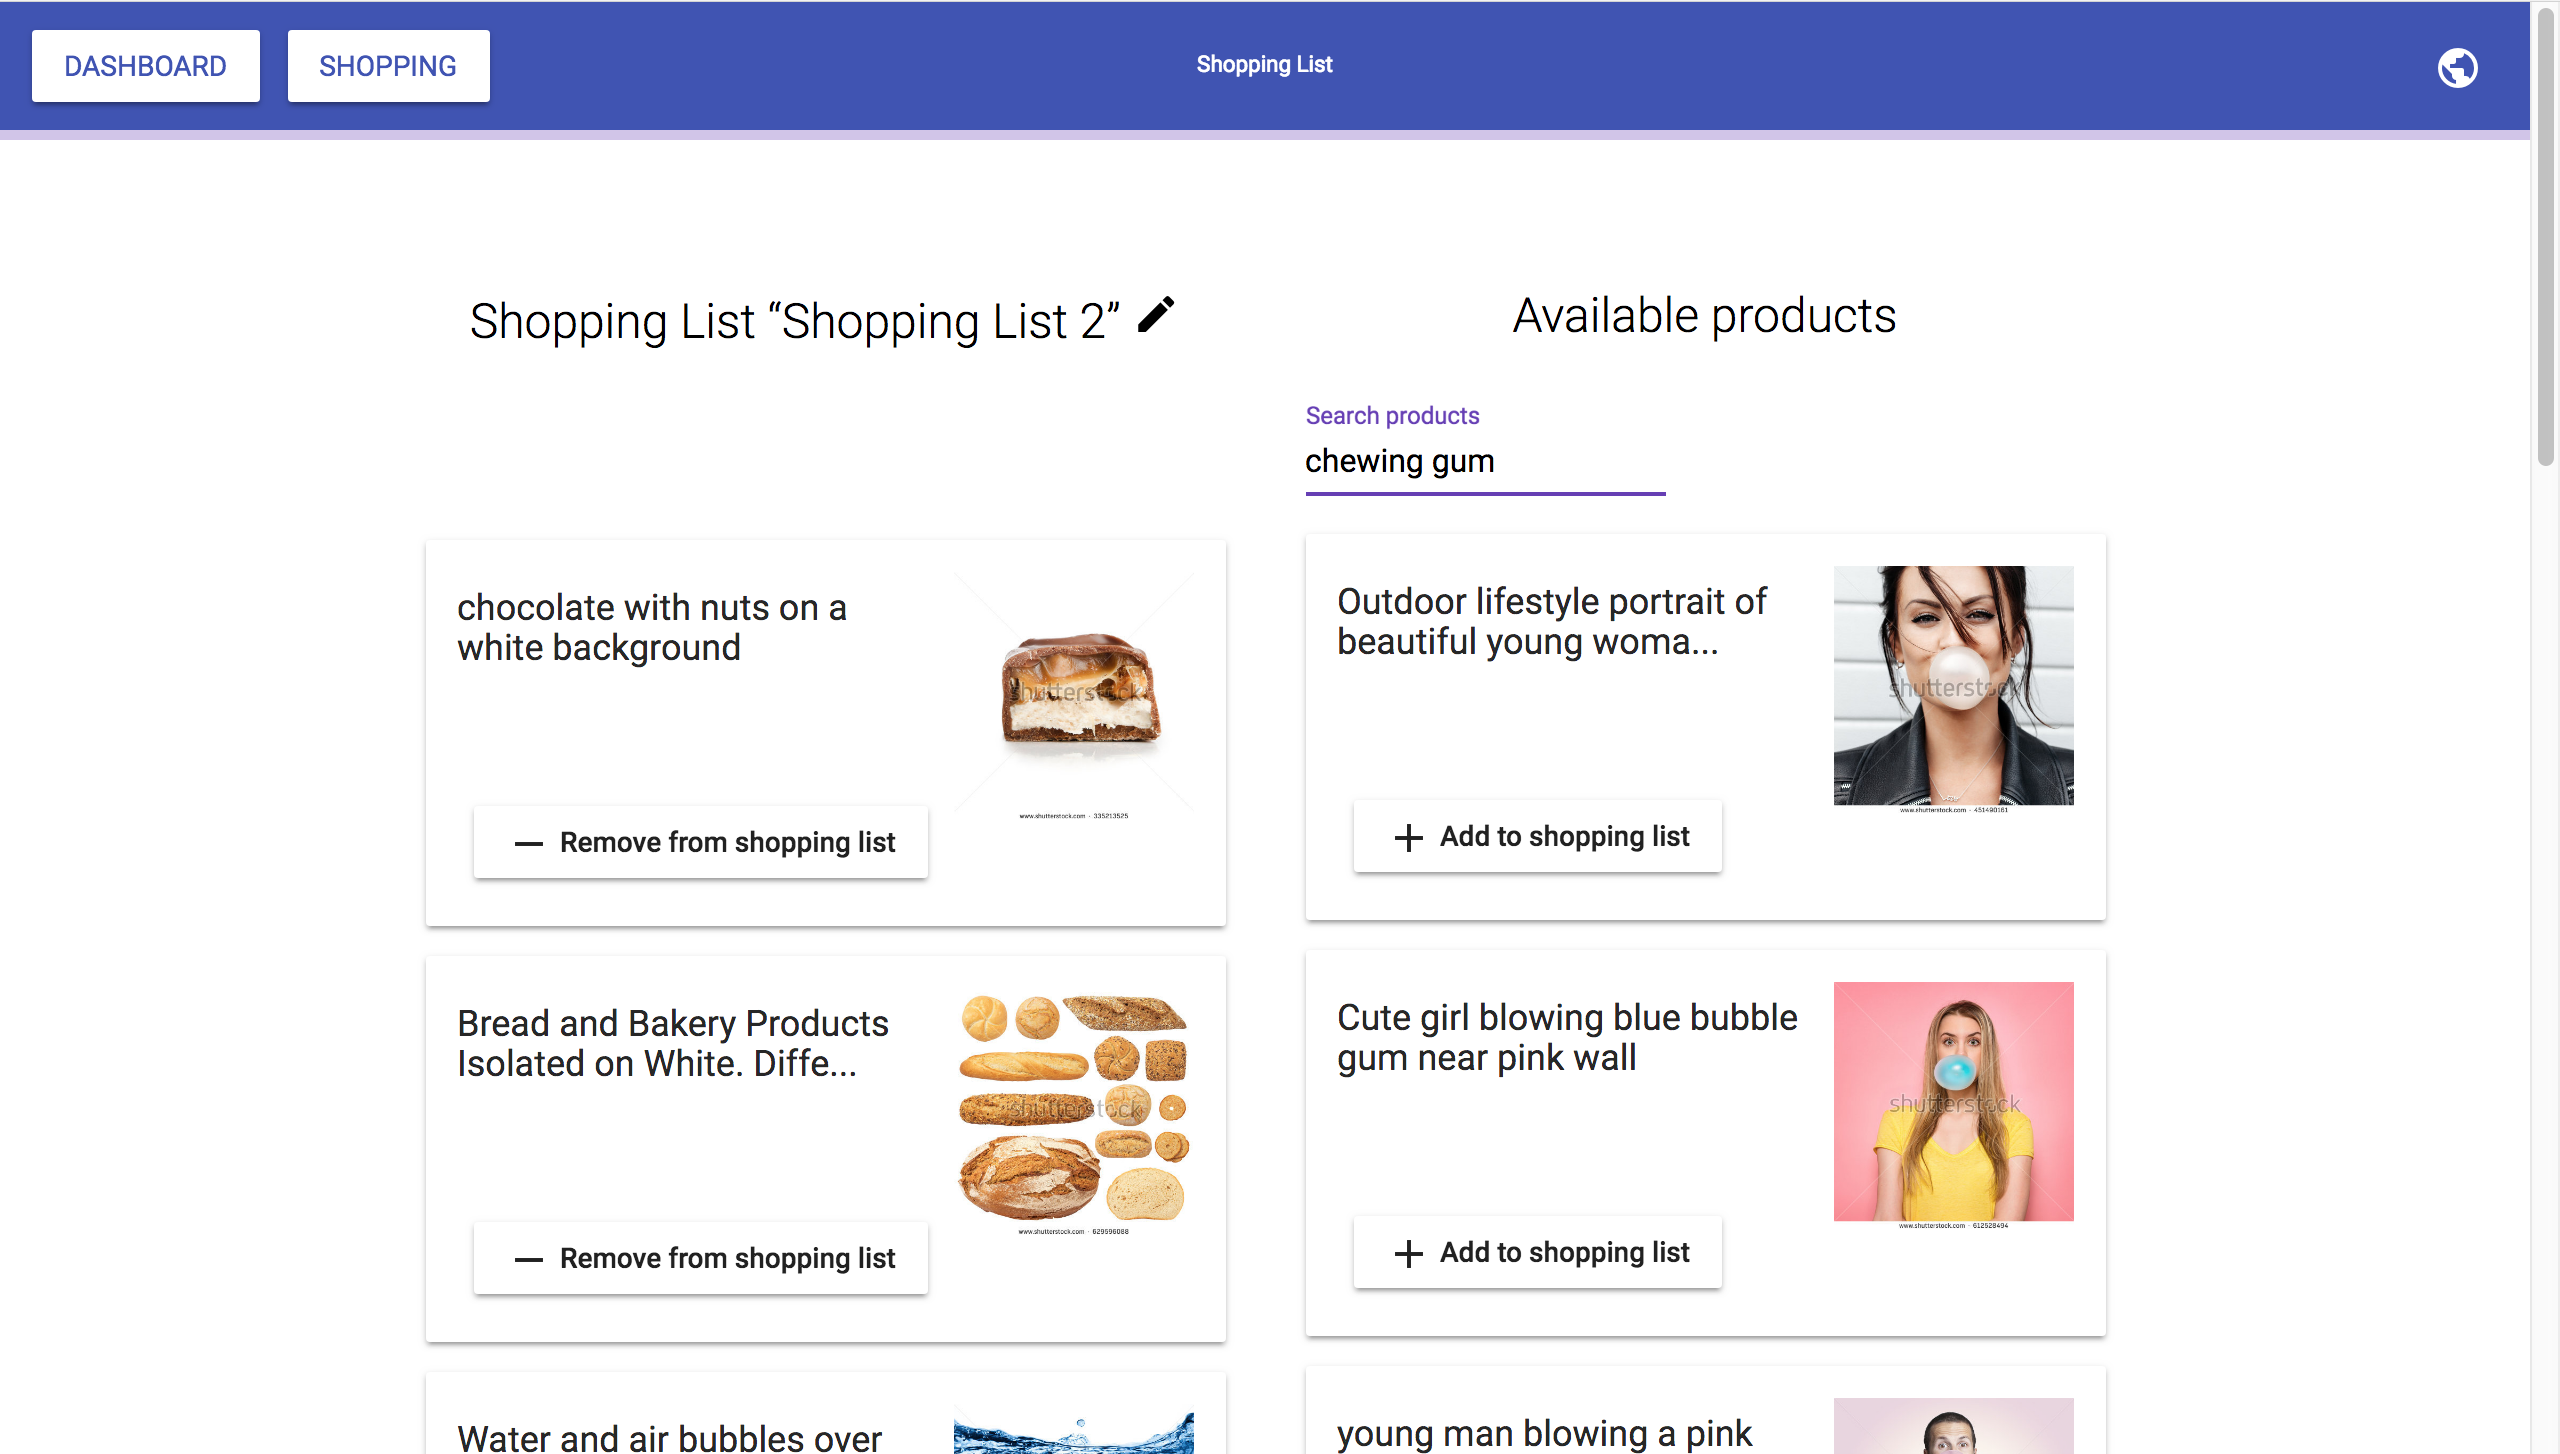 DASHBOARD
SHOPPING
Shopping List
Shopping List “Shopping List 2”
chocolate with nuts on a
white background
shutterstock
www.shutterstock.com · 335213525
Remove from shopping list
Bread and Bakery Products
Isolated on White. Diffe...
shutterstock
www.shutterstock.com · 629596088
Remove from shopping list
Water and air bubbles over
Available products
Search products
chewing gum
Outdoor lifestyle portrait of
beautiful young woma...
shutterstock
www.shutterstock.com · 451490161
Add to shopping list
Cute girl blowing blue bubble
gum near pink wall
shutterstock
www.shutterstock.com · 612528494
Add to shopping list
young man blowing a pink